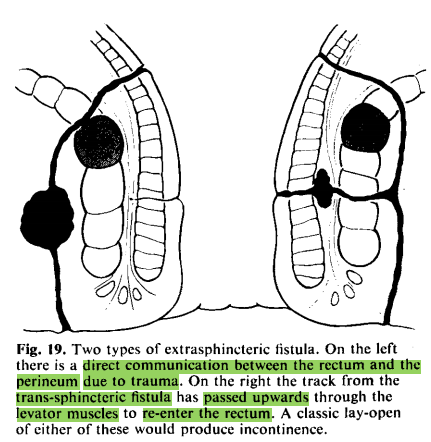 Fig. 19. Two types of extrasphincteric fistula. On the left
there is a direct communication between the rectum and the
perineum due to trauma. On the right the track from the
trans-sphincteric fistula has passed upwards through the
levator muscles to re-enter the rectum. A classic lay-open
of either of these would produce incontinence.